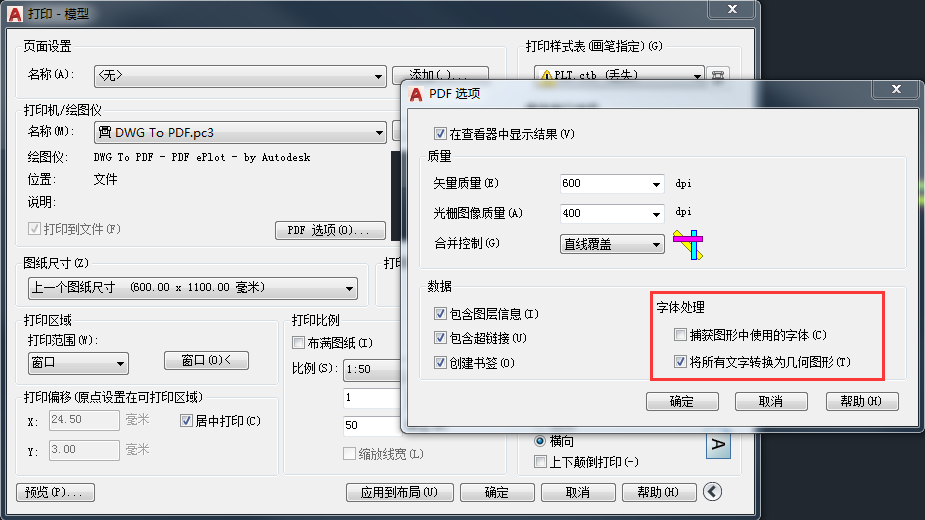 打印 - 模型
页面设置
名称(A):
<无>
添加(.)...
打印样式表(画笔指定)(G)
PLT.ctb (丢失)
打印机/绘图仪
名称(M):
DWG To PDF.pc3
绘图仪:
DWG To PDF - PDF ePlot - by Autodesk
位置:
文件
说明:
打印到文件(F)
PDF 选项(O)...
图纸尺寸(Z)
上一个图纸尺寸 (600.00 x 1100.00 毫米)
打印区域
打印范围(W):
窗口
窗口(O)<
打印比例
布满图纸(I)
比例(S):
1:50
1
50
缩放线宽(L)
打印偏移(原点设置在可打印区域)
X:
24.50
毫米
居中打印(C)
Y:
3.00
毫米
横向
上下颠倒打印(-)
A
预览(P)...
应用到布局(U)
确定
取消
帮助(H)
PDF 选项
在查看器中显示结果(V)
质量
矢量质量(E)
600
dpi
光栅图像质量(A)
400
dpi
合并控制(G)
直线覆盖
数据
包含图层信息(I)
包含超链接(U)
创建书签(O)
字体处理
捕获图形中使用的字体(C)
将所有文字转换为几何图形(T)
确定
取消
帮助(H)